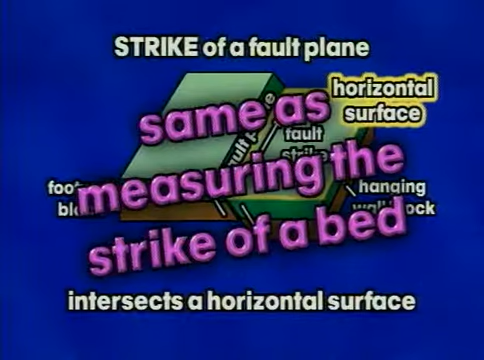 STRIKE of a fault plane
horizontal
surface
same as
fault
measuring the
hanging
strike of a bed
intersects a horizontal surface